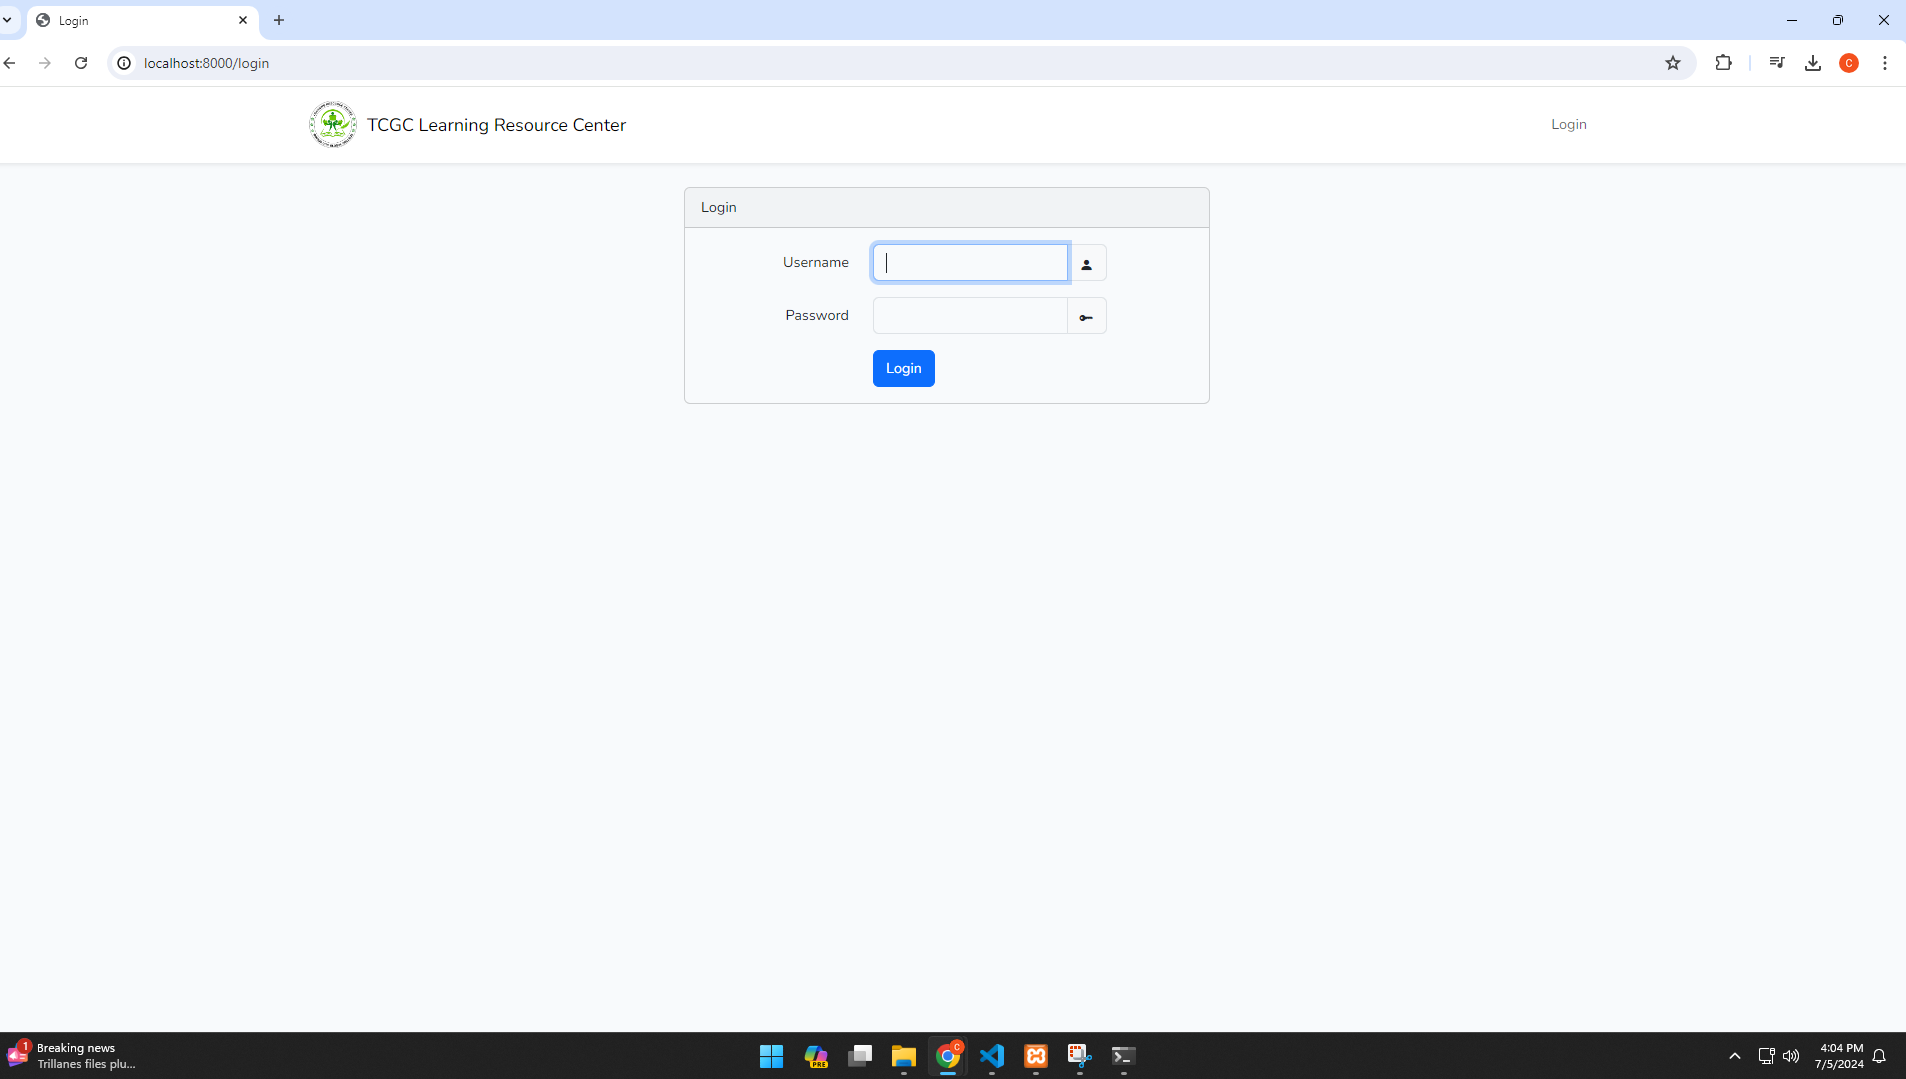 Login
localhost:8000/login
C
TCGC Learning Resource Center
Login
Login
Username
Password
Login
1
Breaking news
Trillanes files plu...
PRE
C
4:04 PM
7/5/2024